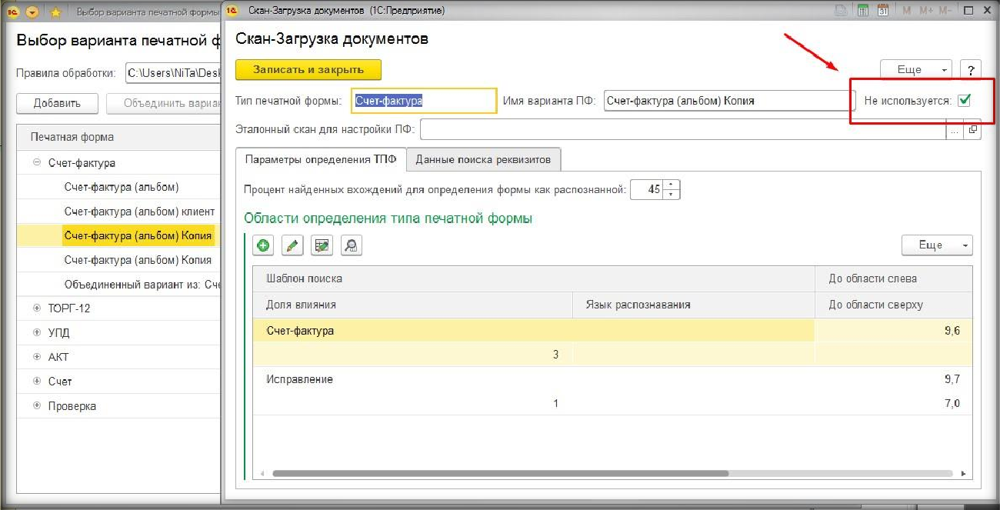 Выбор варианта печатной формы
Скан-Загрузка документов (1С:Предприятие)
M M+ M-
Выбор варианта печатной ф
Правила обработки: C:\Users\NiTa\Desk
Добавить
Объединить вариан
Печатная форма
Счет-фактура
Счет-фактура (альбом)
Счет-фактура (альбом) клиент
Счет-фактура (альбом) Копия
Счет-фактура (альбом) Копия
Объединенный вариант из: Сче
ТОРГ-12
УПД
АКТ
Счет
Проверка
Скан-Загрузка документов
Записать и закрыть
Еще
?
Тип печатной формы: Счет-фактура Имя варианта ПФ: Счет-фактура (альбом) Копия Не используется:
Эталонный скан для настройки ПФ: ...
Параметры определения ТПФ Данные поиска реквизитов
Процент найденных вхождений для определения формы как распознанной: 45
Области определения типа печатной формы
Еще
Шаблон поиска До области слева
Доля влияния Язык распознавания До области сверху
Счет-фактура 9,6
3
Исправление 9,7
1 7,0